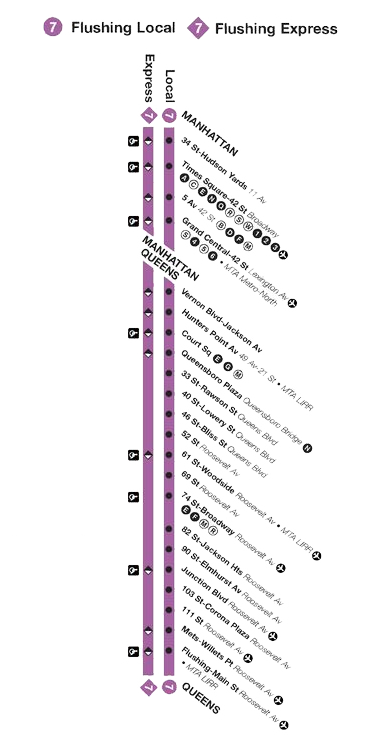 7 Flushing Local 7 Flushing Express
Express
Local
7 7
MANHATTAN
34 St-Hudson Yards 11 Av
Times Square-42 St Broadway
A C E N Q R S W 1 2 3
5 Av 42 St B D F M
Grand Central-42 St Lexington Av
S 4 5 6 • MTA Metro-North
MANHATTAN
QUEENS
Vernon Blvd-Jackson Av
Hunters Point Av 49 Av-21 St • MTA LIRR
Court Sq E G M
Queensboro Plaza Queensboro Bridge N
33 St-Rawson St Queens Blvd
40 St-Lowery St Queens Blvd
46 St-Bliss St Queens Blvd
52 St Roosevelt Av
61 St-Woodside Roosevelt Av • MTA LIRR
69 St Roosevelt Av
74 St-Broadway Roosevelt Av
E F M R
82 St-Jackson Hts Roosevelt Av
90 St-Elmhurst Av Roosevelt Av
Junction Blvd Roosevelt Av
103 St-Corona Plaza Roosevelt Av
111 St Roosevelt Av
Mets-Willets Pt Roosevelt Av
Flushing-Main St Roosevelt Av
• MTA LIRR
7 7
QUEENS